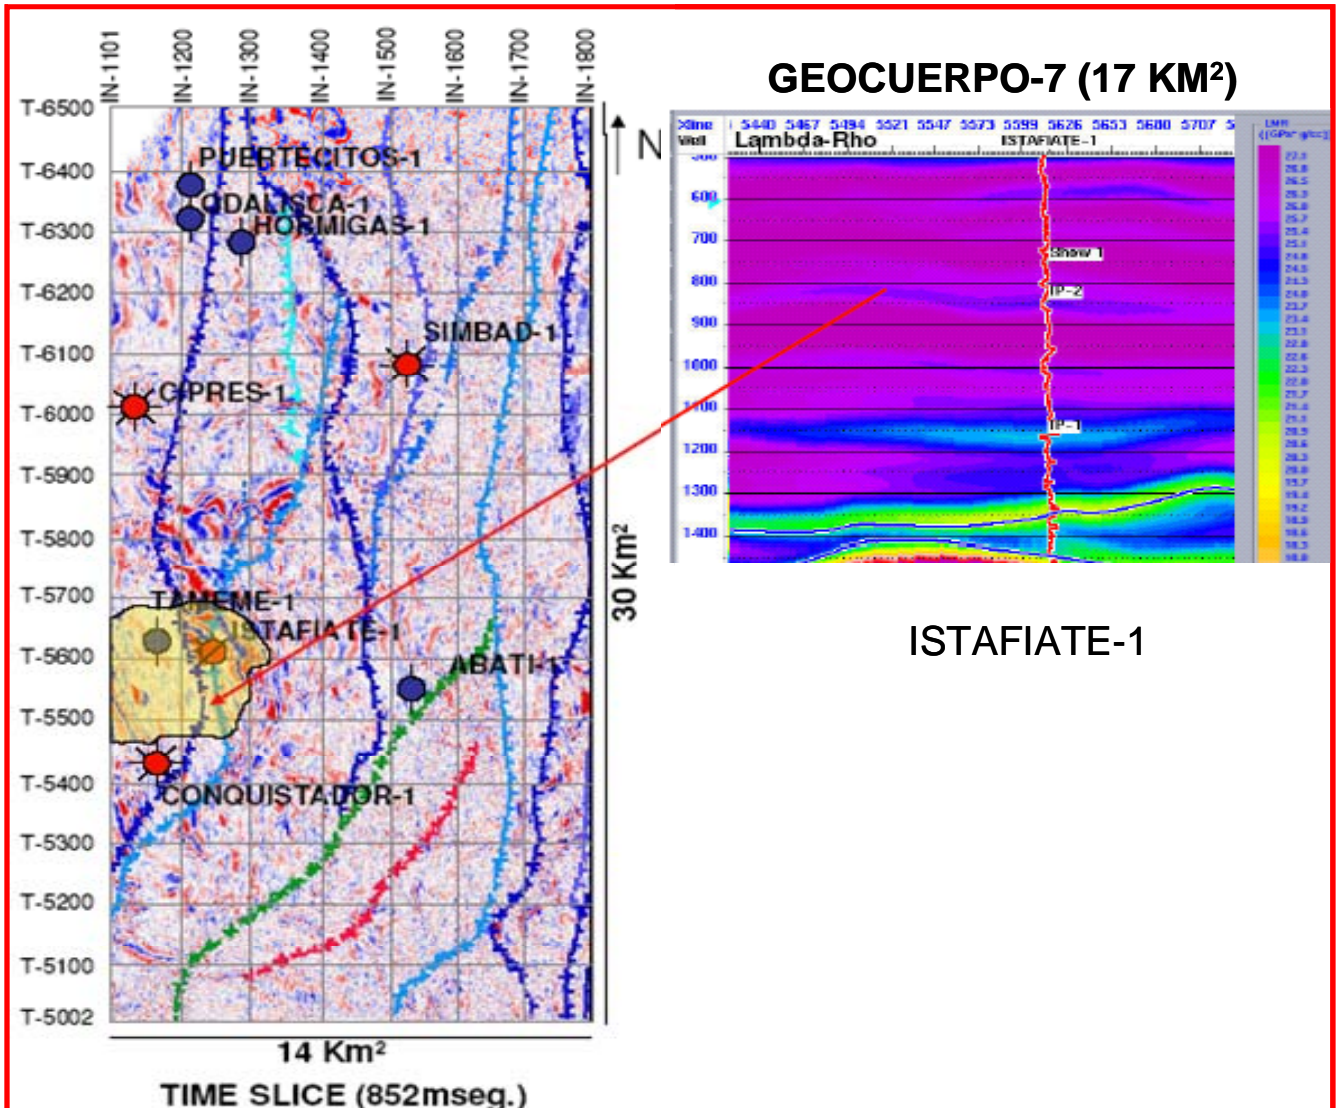 IN-1101
IN-1200
IN-1300
IN-1400
IN-1500
IN-1600
IN-1700
IN-1800
T-6500
T-6400
T-6300
T-6200
T-6100
T-6000
T-5900
T-5800
T-5700
T-5600
T-5500
T-5400
T-5300
T-5200
T-5100
T-5002
PUERTECITOS-1
ODALISCA-1
HORMIGAS-1
SIMBAD-1
CIPRES-1
TAMEME-1
ISTAFIATE-1
ABATI-1
CONQUISTADOR-1
N
30 Km²
14 Km²
TIME SLICE (852mseg.)
GEOCUERPO-7 (17 KM²)
Xline 5440 5467 5494 5521 5547 5573 5599 5626 5653 5680 5707
Well Lambda-Rho ISTAFIATE-1
500
600
700
Show 1
800
TP-2
900
1000
1100
TP-1
1200
1300
1400
ISTAFIATE-1